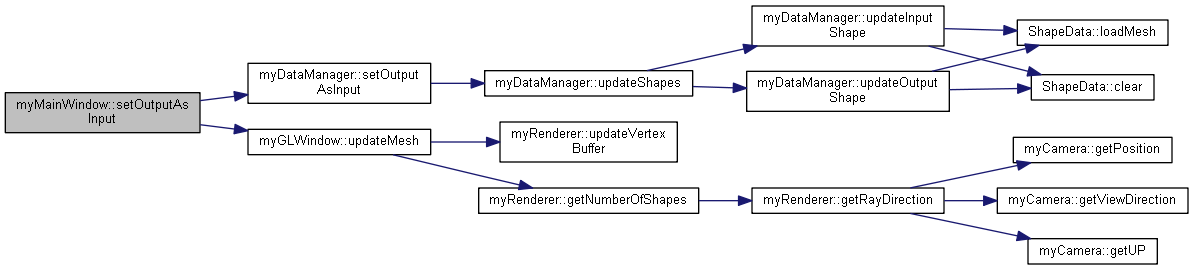 myMainWindow::setOutputAs
Input
myDataManager::setOutput
AsInput
myGLWindow::updateMesh
myDataManager::updateShapes
myRenderer::updateVertex
Buffer
myRenderer::getNumberOfShapes
myDataManager::updateInput
Shape
myDataManager::updateOutput
Shape
myRenderer::getRayDirection
ShapeData::loadMesh
ShapeData::clear
myCamera::getPosition
myCamera::getViewDirection
myCamera::getUP